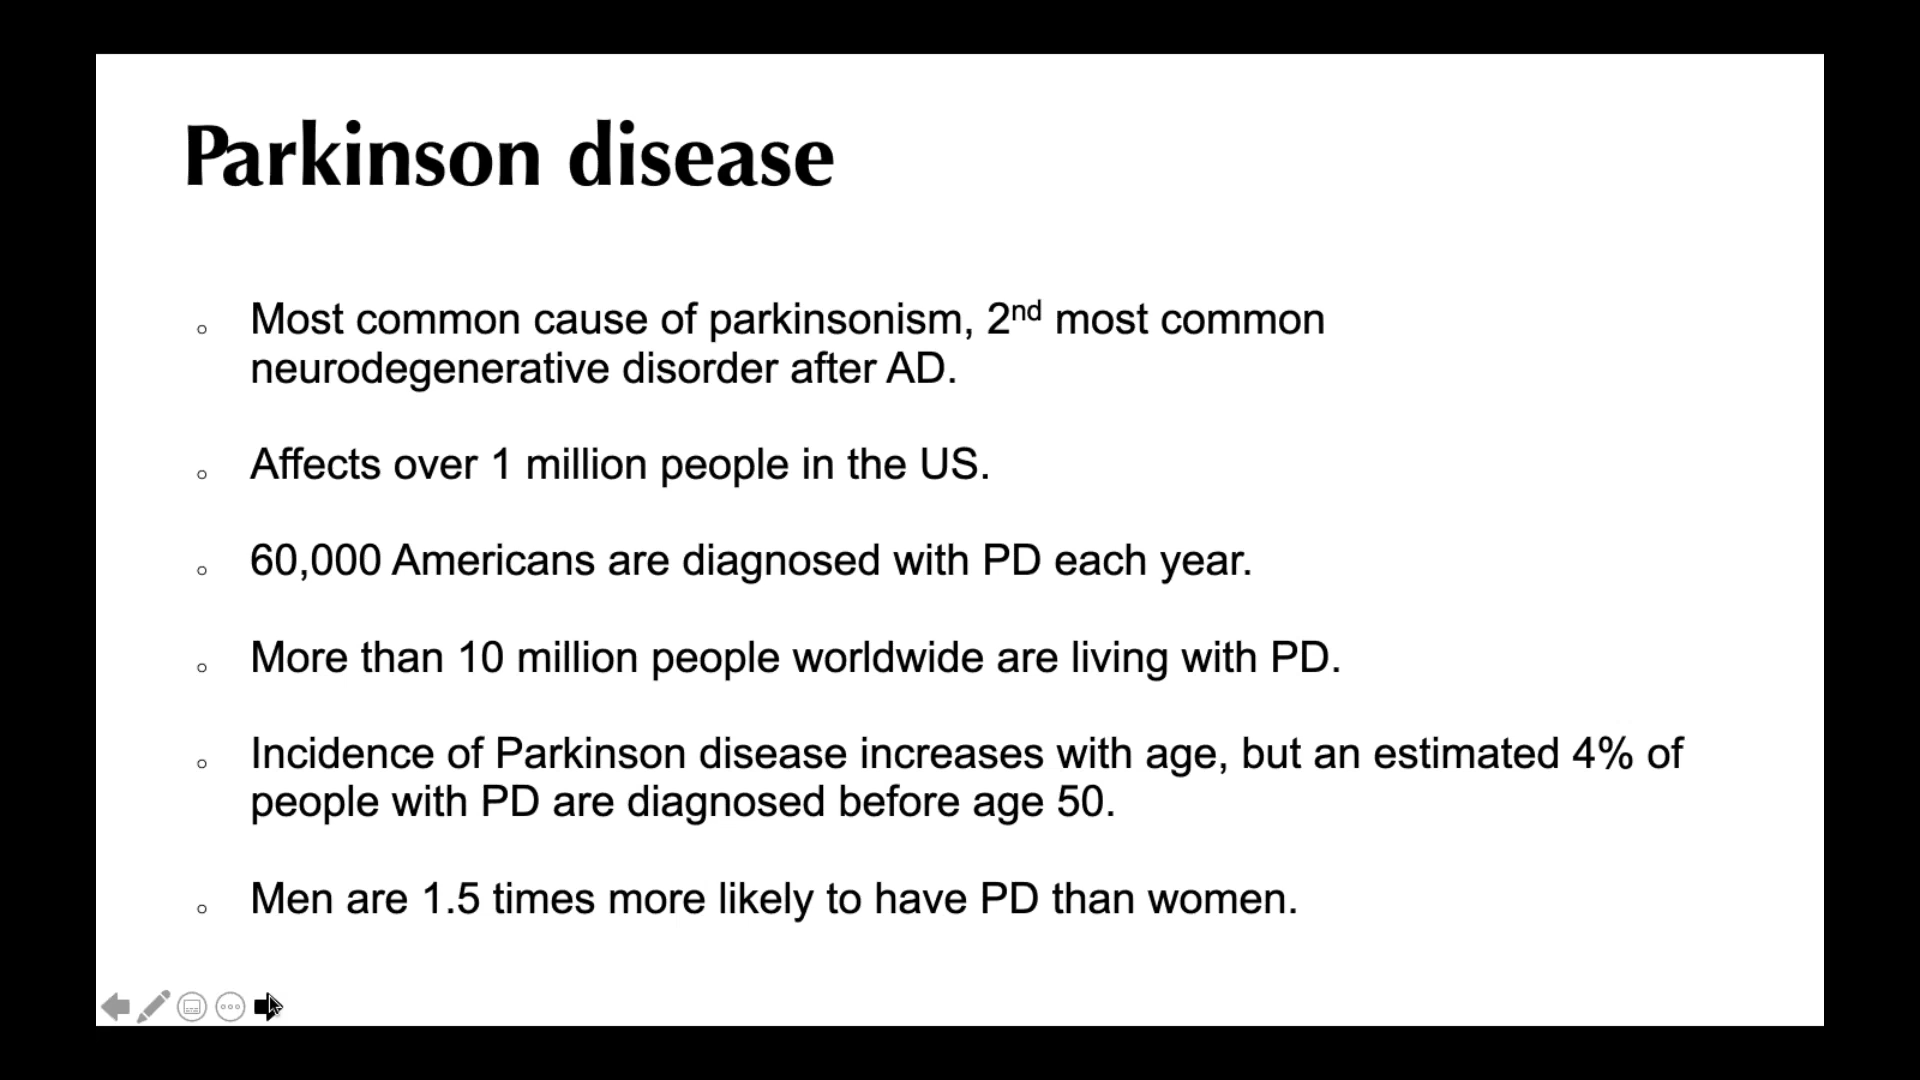 Parkinson disease
Most common cause of parkinsonism, 2nd most common
neurodegenerative disorder after AD.
Affects over 1 million people in the US.
60,000 Americans are diagnosed with PD each year.
More than 10 million people worldwide are living with PD.
Incidence of Parkinson disease increases with age, but an estimated 4% of
people with PD are diagnosed before age 50.
Men are 1.5 times more likely to have PD than women.